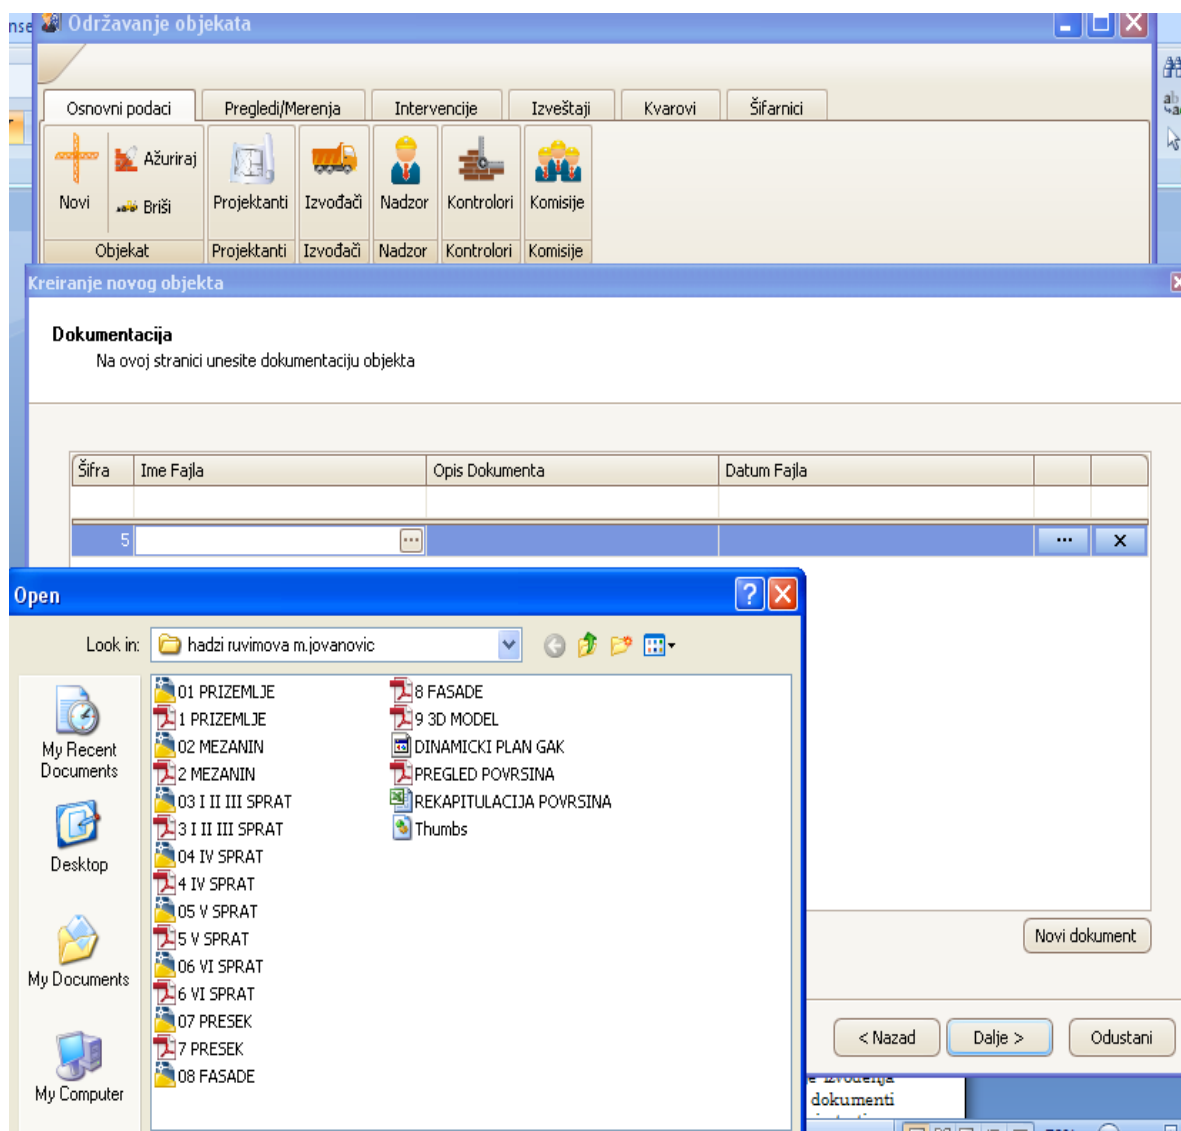 nse
Održavanje objekata
Osnovni podaci Pregledi/Merenja Intervencije Izveštaji Kvarovi Šifarnici
ab
Ažuriraj
Novi Briši Projektanti Izvođači Nadzor Kontrolori Komisije
Objekat Projektanti Izvođači Nadzor Kontrolori Komisije
Kreiranje novog objekta
Dokumentacija
Na ovoj stranici unesite dokumentaciju objekta
Šifra Ime Fajla Opis Dokumenta Datum Fajla
5 ... ... x
Open
Look in: hadzi ruvimova m.jovanovic
My Recent Documents
Desktop
My Documents
My Computer
01 PRIZEMLJE
1 PRIZEMLJE
02 MEZANIN
2 MEZANIN
03 I II III SPRAT
3 I II III SPRAT
04 IV SPRAT
4 IV SPRAT
05 V SPRAT
5 V SPRAT
06 VI SPRAT
6 VI SPRAT
07 PRESEK
7 PRESEK
08 FASADE
8 FASADE
9 3D MODEL
DINAMICKI PLAN GAK
PREGLED POVRSINA
REKAPITULACIJA POVRSINA
Thumbs
Novi dokument
< Nazad Dalje > Odustani
dokumenti